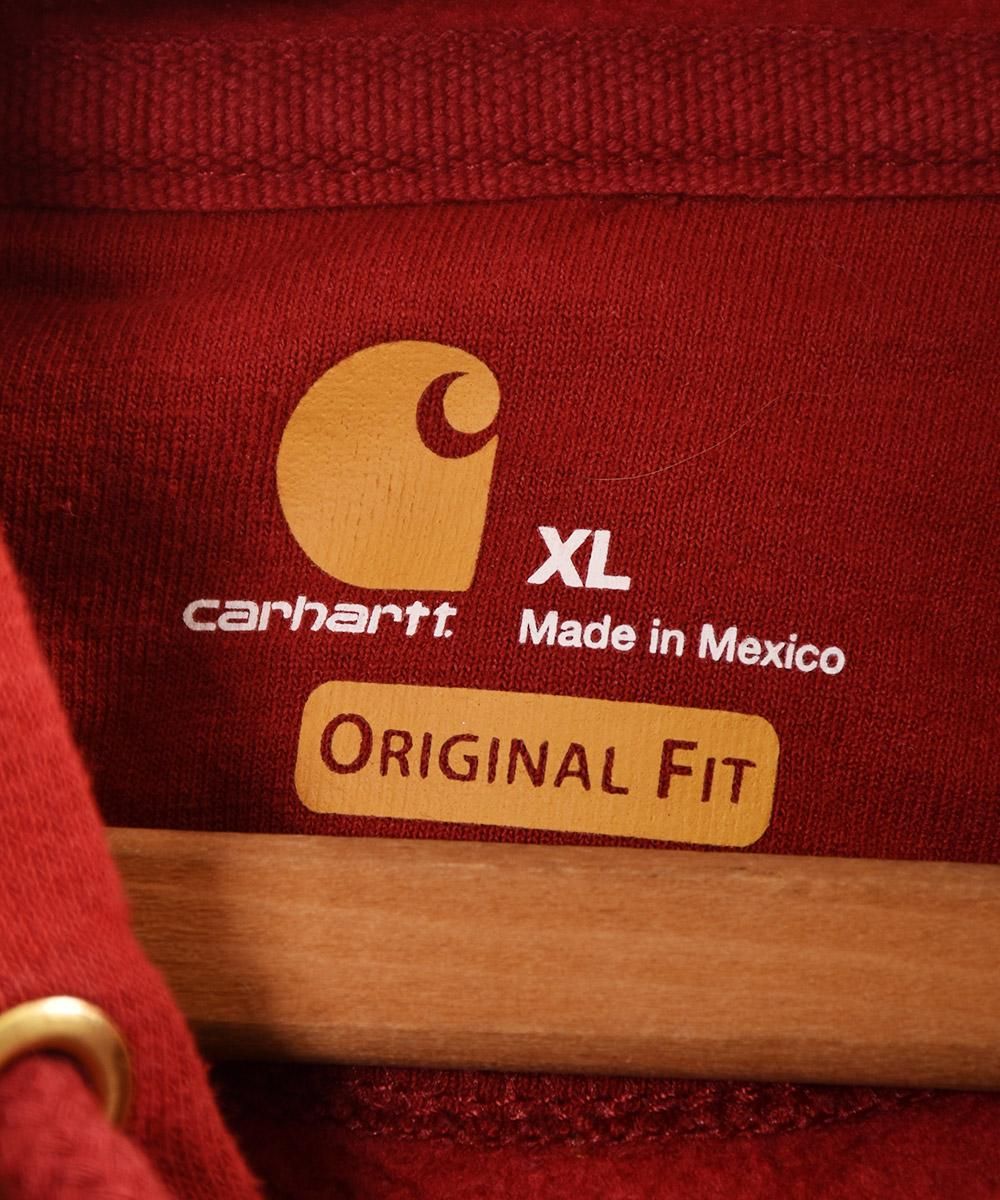 carhartt.
XL
Made in Mexico
ORIGINAL FIT